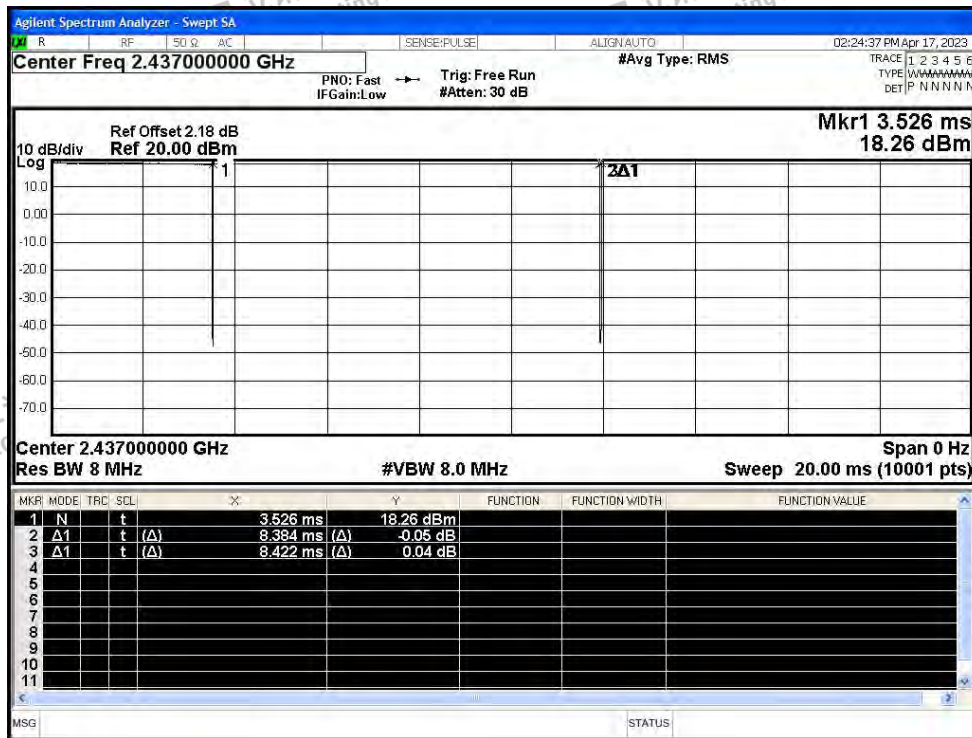 Agilent Spectrum Analyzer - Swept SA
LXI R RF 50 Ω AC SENSE:PULSE ALIGN AUTO 02:24:37 PM Apr 17, 2023
Center Freq 2.437000000 GHz
PNO: Fast
IFGain:Low
Trig: Free Run
#Atten: 30 dB
#Avg Type: RMS
TRACE 1 2 3 4 5 6
TYPE WWWWWW
DET P N N N N N
Mkr1 3.526 ms
18.26 dBm
Ref Offset 2.18 dB
10 dB/div Ref 20.00 dBm
Log
1
2Δ1
10.0
0.00
-10.0
-20.0
-30.0
-40.0
-50.0
-60.0
-70.0
Center 2.437000000 GHz Span 0 Hz
Res BW 8 MHz #VBW 8.0 MHz Sweep 20.00 ms (10001 pts)
MKR MODE TRC SCL X Y FUNCTION FUNCTION WIDTH FUNCTION VALUE
1 N t 3.526 ms 18.26 dBm
2 Δ1 t (Δ) 8.384 ms (Δ) -0.05 dB
3 Δ1 t (Δ) 8.422 ms (Δ) 0.04 dB
4
5
6
7
8
9
10
11
MSG STATUS